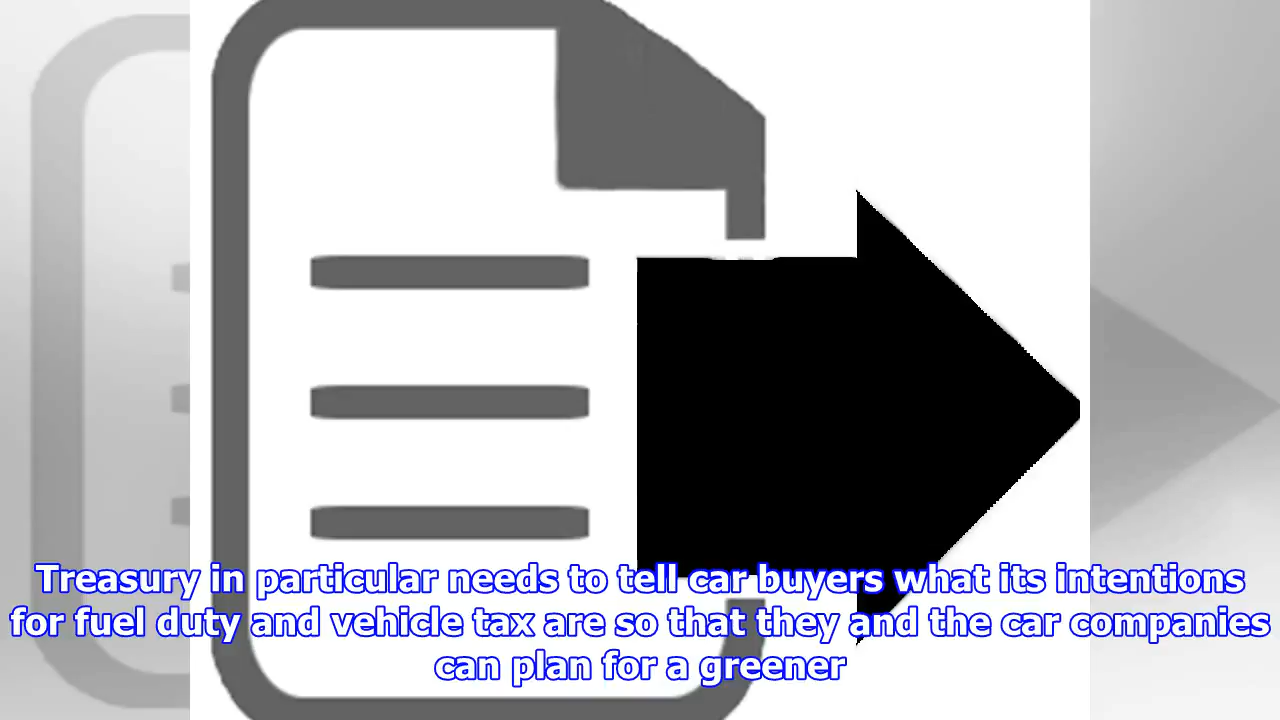 Treasury in particular needs to tell car buyers what its intentions
for fuel duty and vehicle tax are so that they and the car companies
can plan for a greener